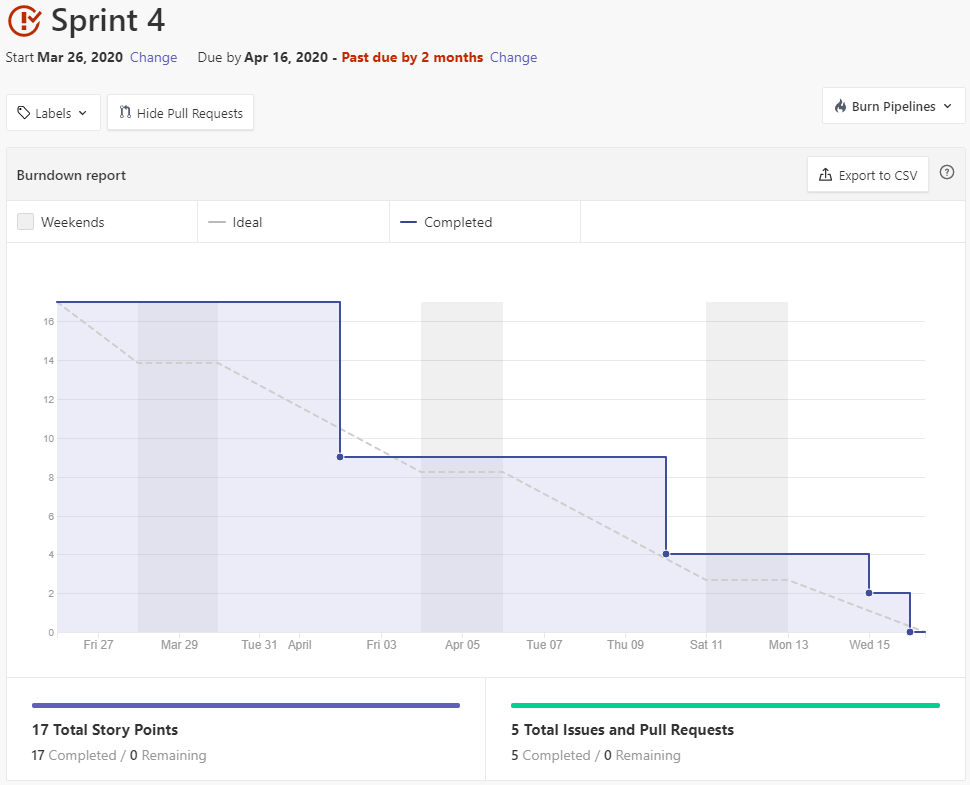 Sprint 4
Start Mar 26, 2020 Change Due by Apr 16, 2020 - Past due by 2 months Change
Labels Hide Pull Requests Burn Pipelines
Burndown report Export to CSV ?
Weekends Ideal Completed
16
14
12
10
8
6
4
2
0
Fri 27 Mar 29 Tue 31 April Fri 03 Apr 05 Tue 07 Thu 09 Sat 11 Mon 13 Wed 15
17 Total Story Points
17 Completed / 0 Remaining
5 Total Issues and Pull Requests
5 Completed / 0 Remaining